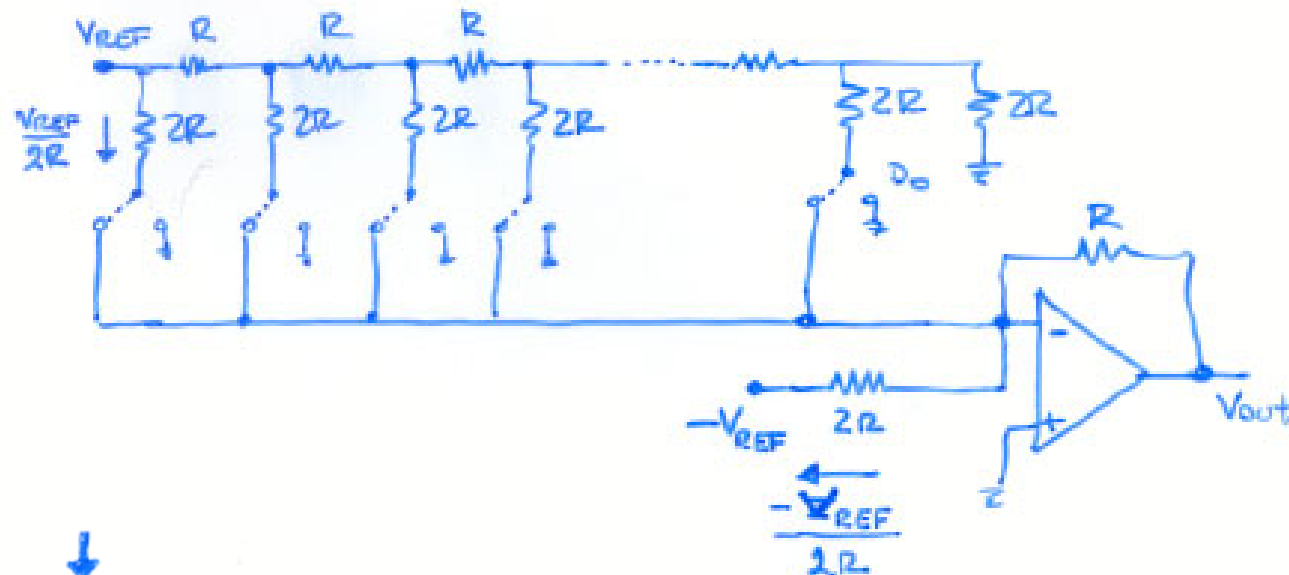 VREF R R R
VREF
2R
2R 2R 2R 2R 2R 2R
D0
R
-
+
Vout
-VREF 2R
- VREF
2R